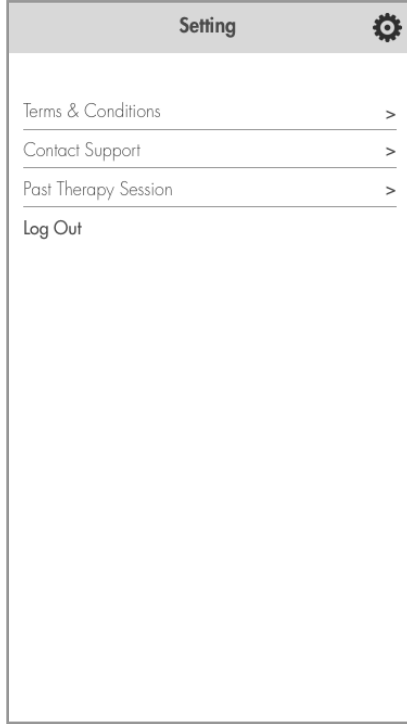 Setting
Terms & Conditions >
Contact Support >
Past Therapy Session >
Log Out